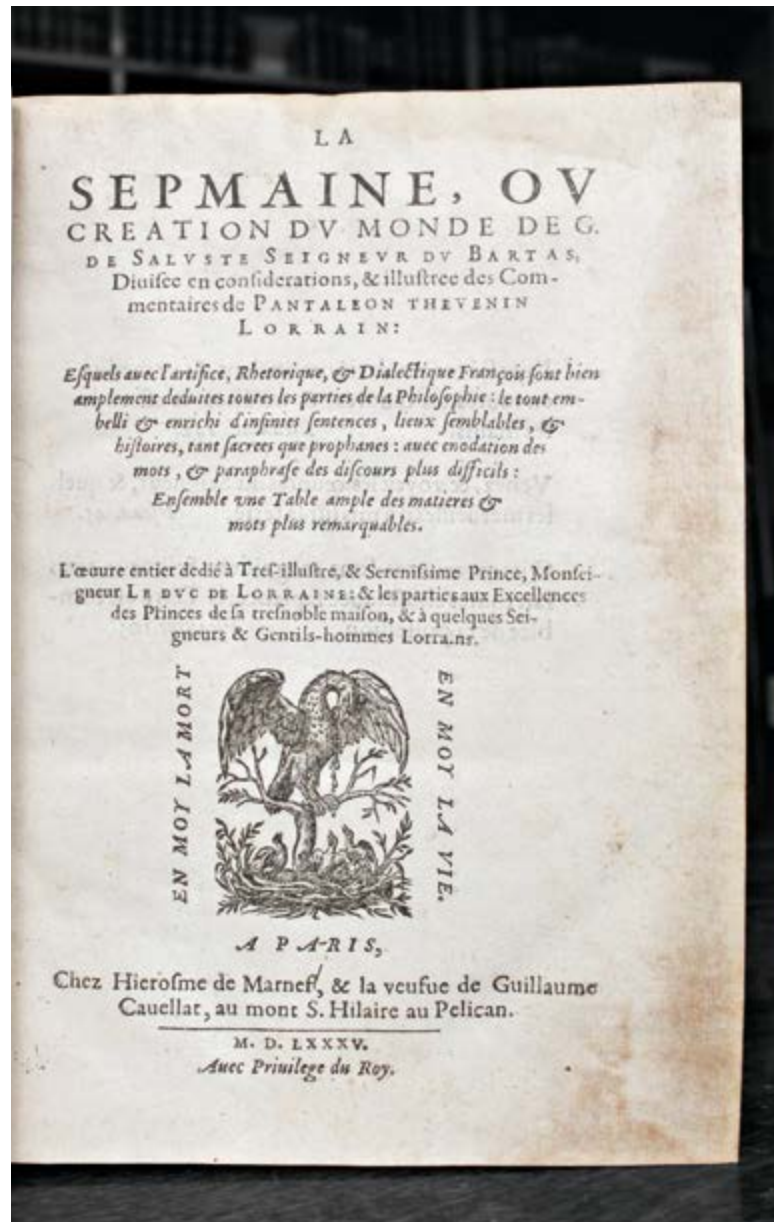 LA
SEPMAINE, OV
CREATION DV MONDE DE G.
DE SALVSTE SEIGNEVR DV BARTAS,
Diuisee en considerations, & illustree des Com-
mentaires de PANTALEON THEVENIN
LORRAIN:
Esquels auec l'artifice, Rhetorique, & Dialectique François sont bien
amplement deduites toutes les parties de la Philosophie : le tout em-
belli & enrichi d'infinies sentences, lieux semblables, &
histoires, tant sacrees que prophanes : auec enodation des
mots, & paraphrase des discours plus difficils :
Ensemble vne Table ample des matieres &
mots plus remarquables.
L'œuure entier dedié à Tres-illustre, & Serenissime Prince, Monsei-
gneur LE DVC DE LORRAINE: & les parties aux Excellences
des Princes de sa tresnoble maison, & à quelques Sei-
gneurs & Gentils-hommes Lorrains.
EN MOY LA MORT
EN MOY LA VIE.
A PARIS,
Chez Hierosme de Marnef, & la veufue de Guillaume
Cauellat, au mont S. Hilaire au Pelican.
M. D. LXXXV.
Auec Priuilege du Roy.